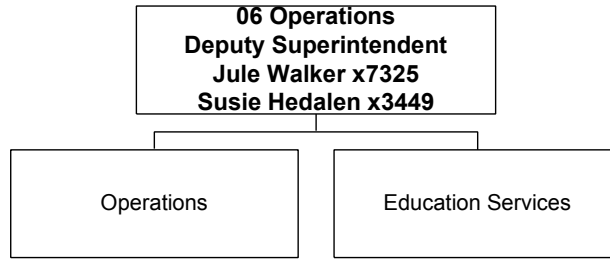 06 Operations
Deputy Superintendent
Jule Walker x7325
Susie Hedalen x3449
Operations
Education Services